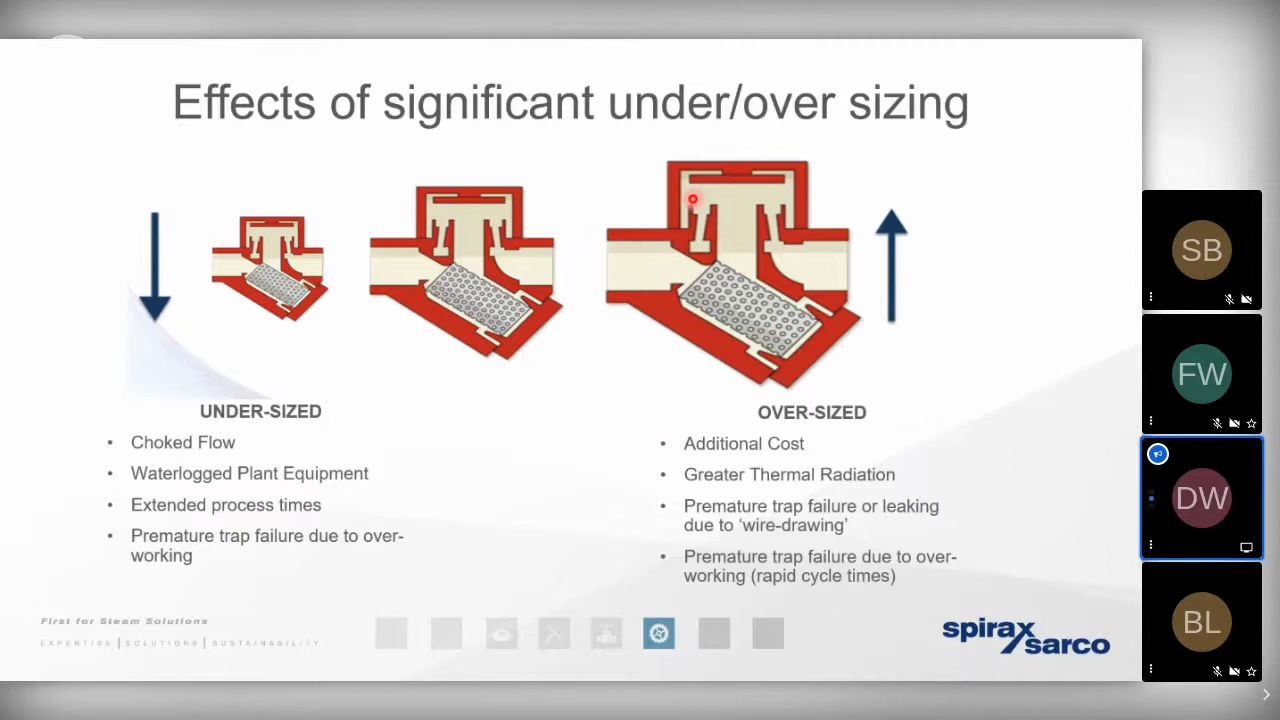 Effects of significant under/over sizing
UNDER-SIZED
• Choked Flow
• Waterlogged Plant Equipment
• Extended process times
• Premature trap failure due to over-
working
OVER-SIZED
• Additional Cost
• Greater Thermal Radiation
• Premature trap failure or leaking
due to ‘wire-drawing’
• Premature trap failure due to over-
working (rapid cycle times)
First for Steam Solutions
EXPERTISE | SOLUTIONS | SUSTAINABILITY
spirax
sarco
SB
FW
DW
BL